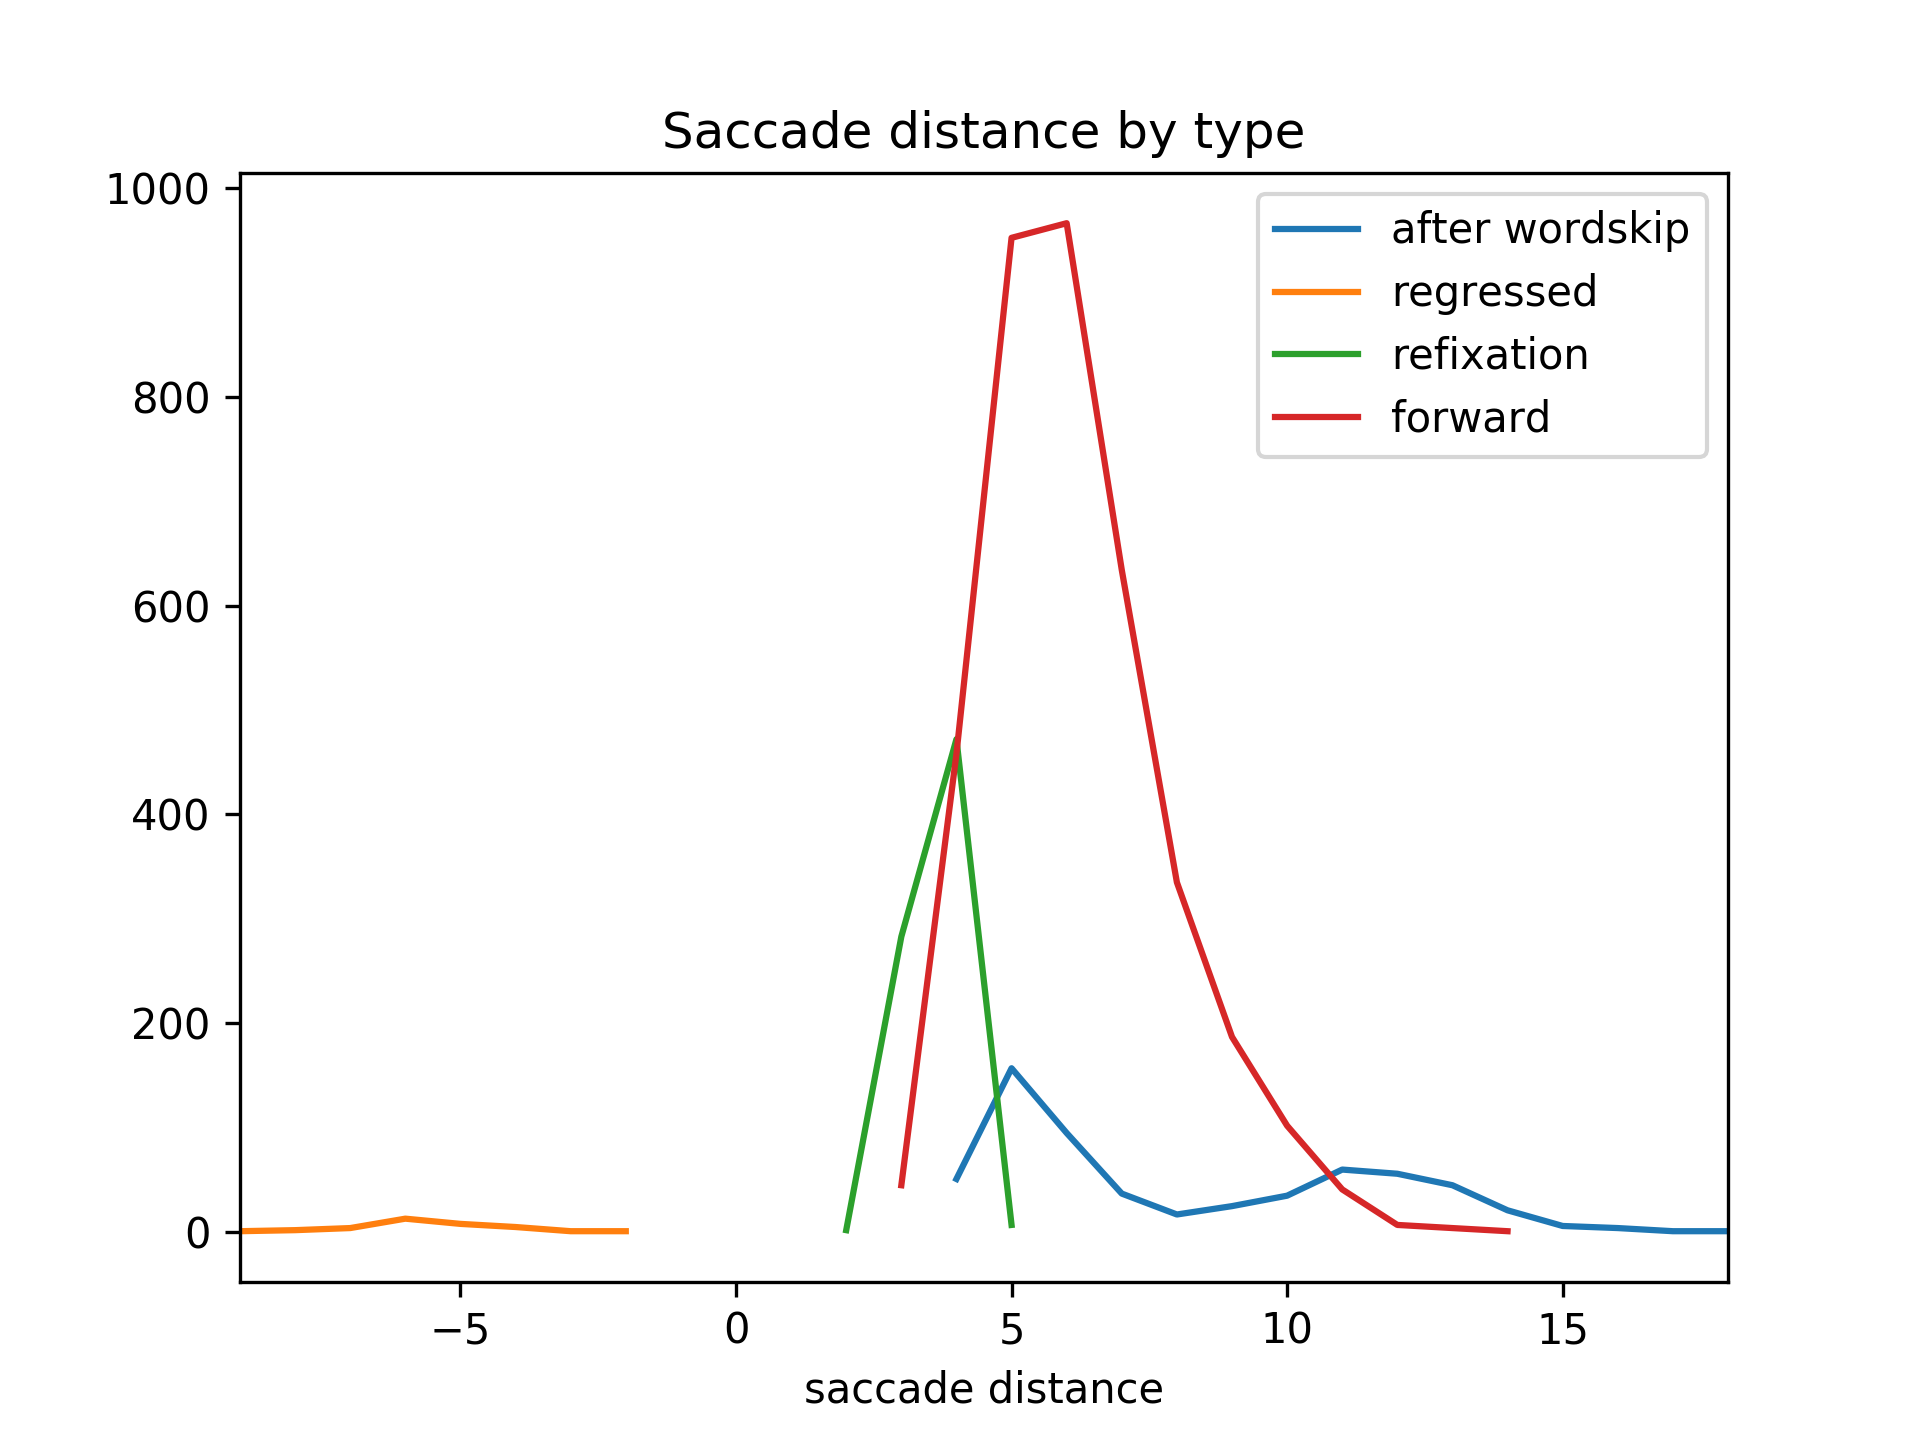 Saccade distance by type
1000
800
600
400
200
0
after wordskip
regressed
refixation
forward
−5 0 5 10 15
saccade distance